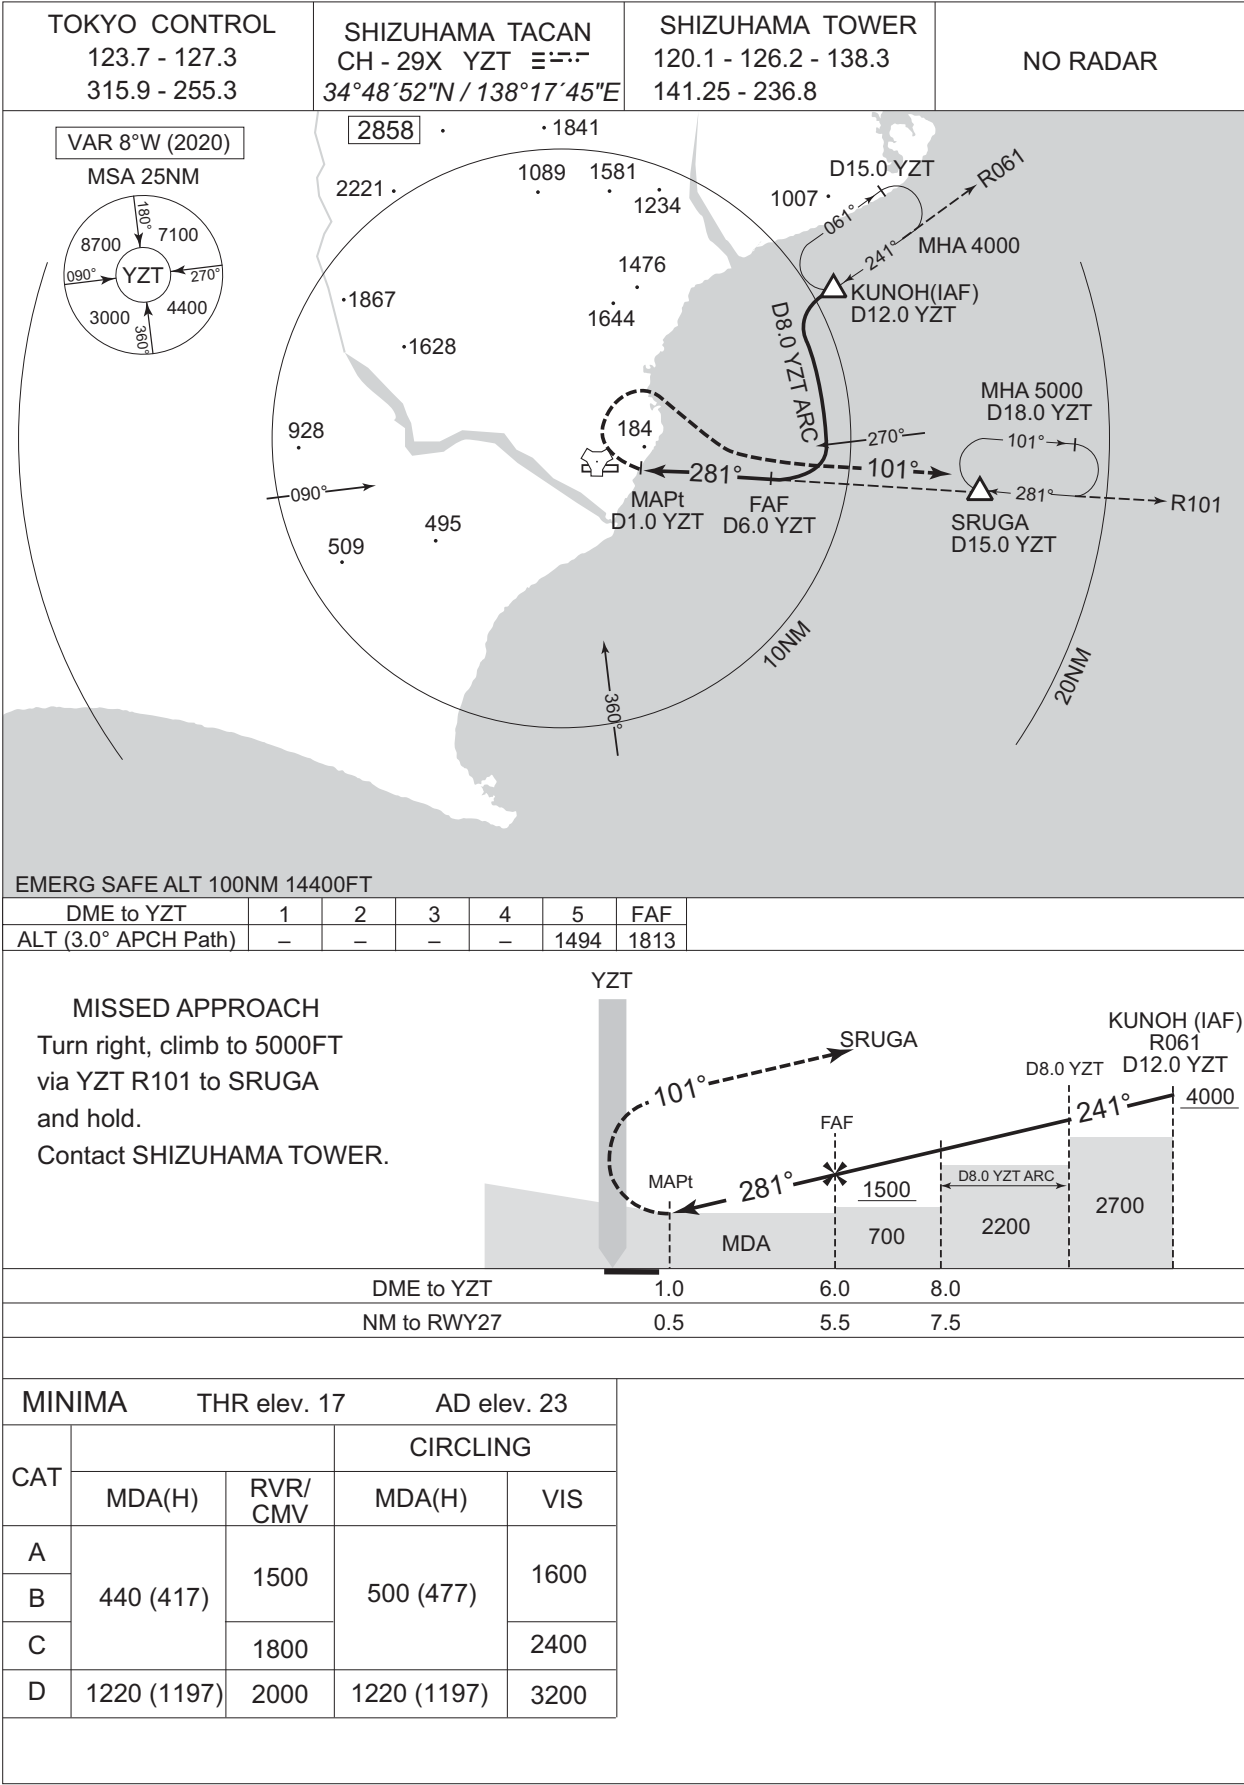 TOKYO CONTROL
123.7 - 127.3
315.9 - 255.3
SHIZUHAMA TACAN
CH - 29X YZT
34°48´52"N / 138°17´45"E
SHIZUHAMA TOWER
120.1 - 126.2 - 138.3
141.25 - 236.8
NO RADAR
VAR 8°W (2020)
MSA 25NM
180°
8700
7100
090°
YZT
270°
3000
4400
360°
2858
1841
2221
1089
1581
1234
1007
D15.0 YZT
R061
061°
241°
MHA 4000
1476
1867
1644
KUNOH(IAF)
D12.0 YZT
1628
D8.0 YZT ARC
MHA 5000
D18.0 YZT
928
184
270°
101°
090°
281°
101°
281°
R101
MAPt
D1.0 YZT
FAF
D6.0 YZT
SRUGA
D15.0 YZT
495
509
10NM
20NM
360°
EMERG SAFE ALT 100NM 14400FT
DME to YZT 1 2 3 4 5 FAF
ALT (3.0° APCH Path) – – – – 1494 1813
MISSED APPROACH
Turn right, climb to 5000FT
via YZT R101 to SRUGA
and hold.
Contact SHIZUHAMA TOWER.
YZT
SRUGA
101°
KUNOH (IAF)
R061
D12.0 YZT
D8.0 YZT
241°
4000
FAF
MAPt
281°
1500
D8.0 YZT ARC
MDA
700
2200
2700
DME to YZT 1.0 6.0 8.0
NM to RWY27 0.5 5.5 7.5
MINIMA THR elev. 17 AD elev. 23
CIRCLING
CAT
MDA(H)
RVR/
CMV
MDA(H)
VIS
A
B
440 (417)
1500
500 (477)
1600
C
1800
2400
D 1220 (1197) 2000 1220 (1197) 3200